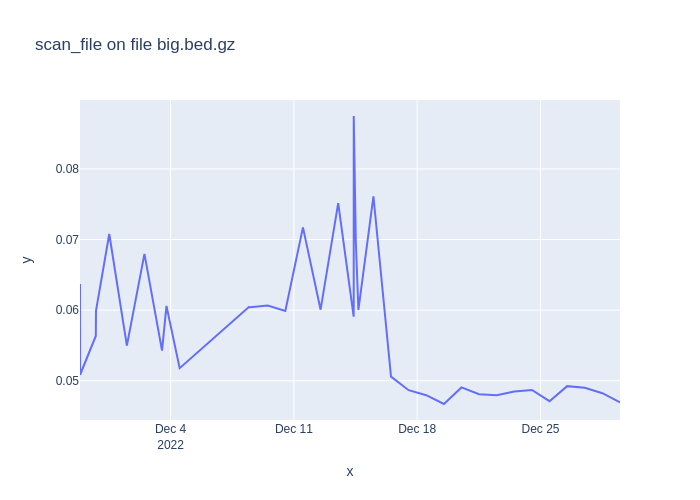 scan_file on file big.bed.gz
y
0.08
0.07
0.06
0.05
Dec 4
2022
Dec 11
Dec 18
Dec 25
x